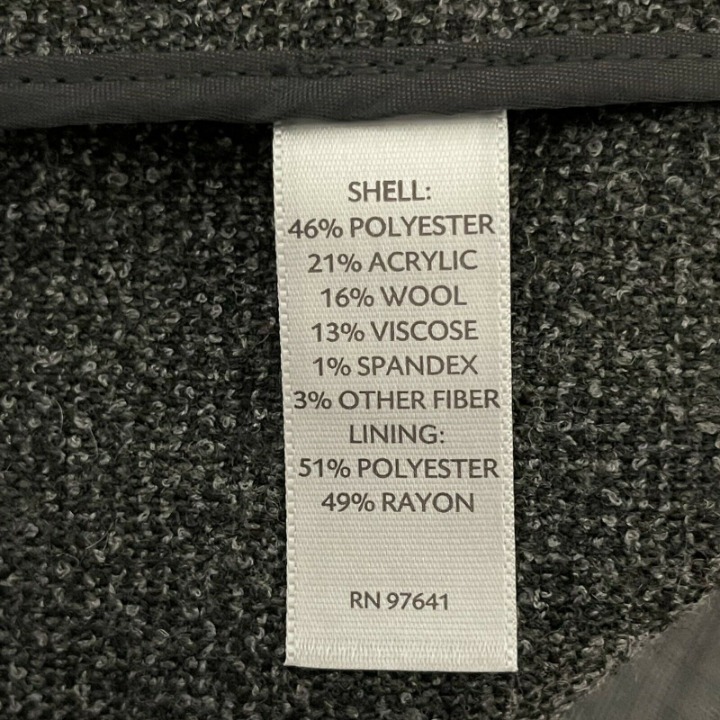 SHELL:
46% POLYESTER
21% ACRYLIC
16% WOOL
13% VISCOSE
1% SPANDEX
3% OTHER FIBER
LINING:
51% POLYESTER
49% RAYON
RN 97641